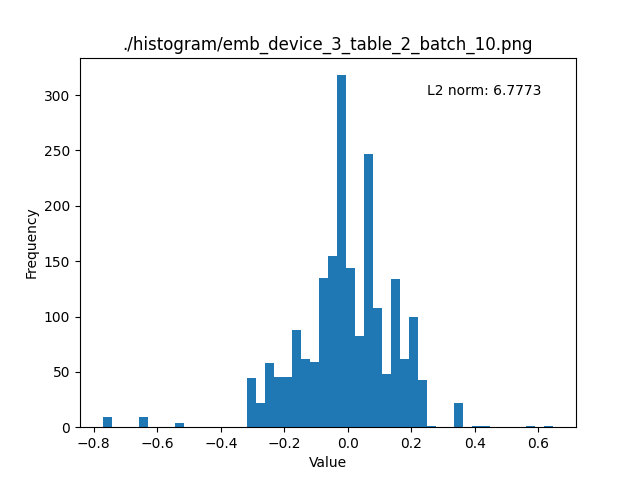 ./histogram/emb_device_3_table_2_batch_10.png
L2 norm: 6.7773
300
250
200
150
100
50
0
Frequency
−0.8 −0.6 −0.4 −0.2 0.0 0.2 0.4 0.6
Value